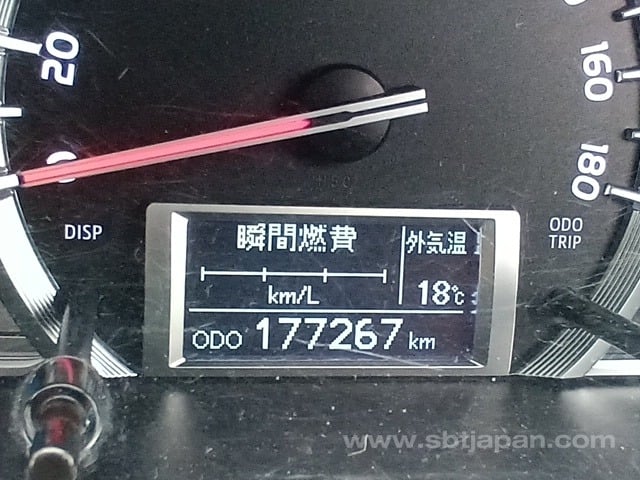 20
0
160
180
DISP
ODO
TRIP
瞬間燃費
外気温
km/L
18℃
ODO 177267 km
www.sbtjapan.com